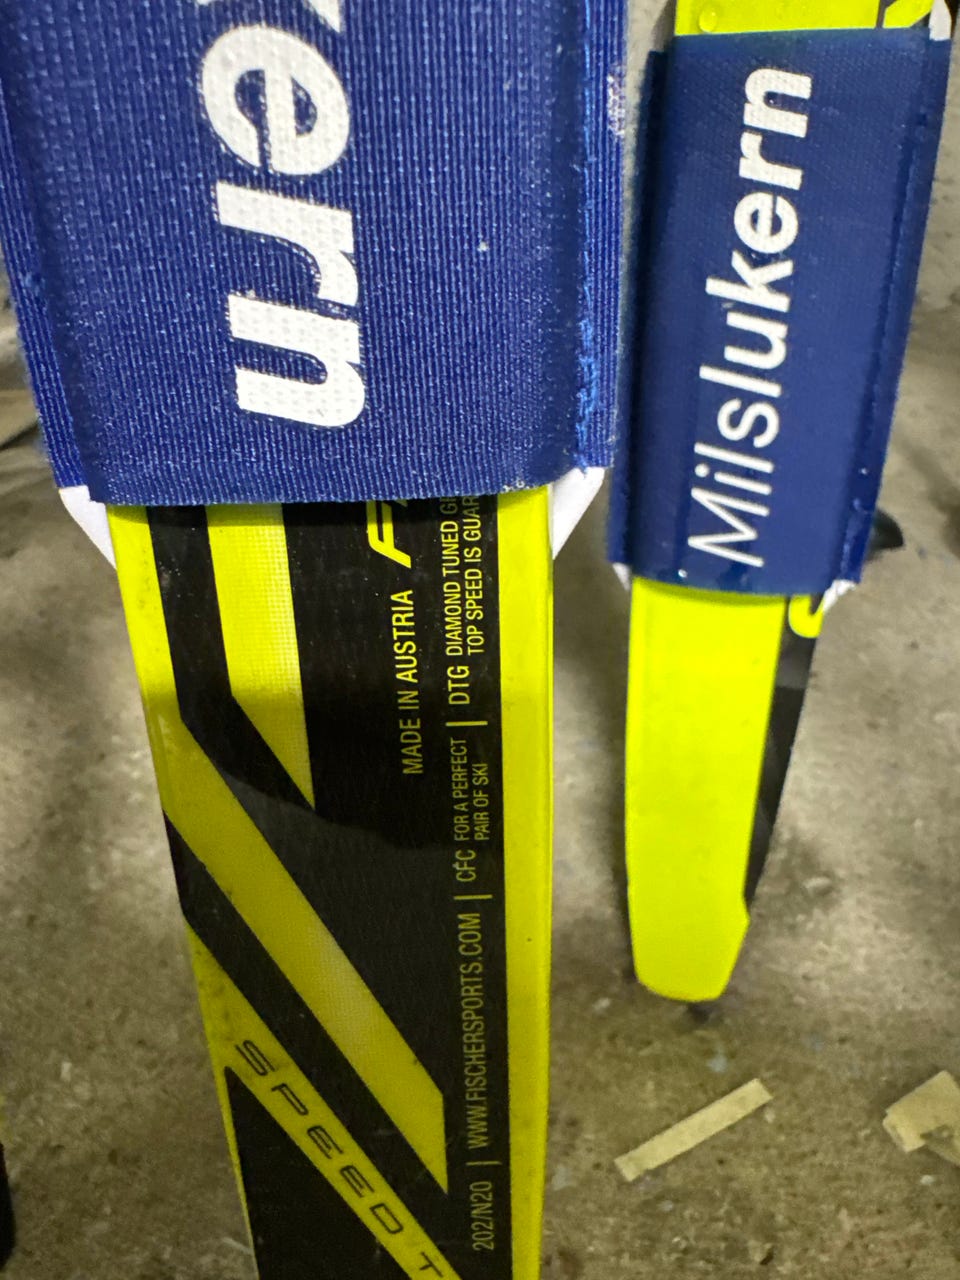 ern
Milslukern
MADE IN AUSTRIA
202/N20 | WWW.FISCHERSPORTS.COM | CFC FOR A PERFECT PAIR OF SKI | DTG DIAMOND TUNED
TOP SPEED IS
SPEED T